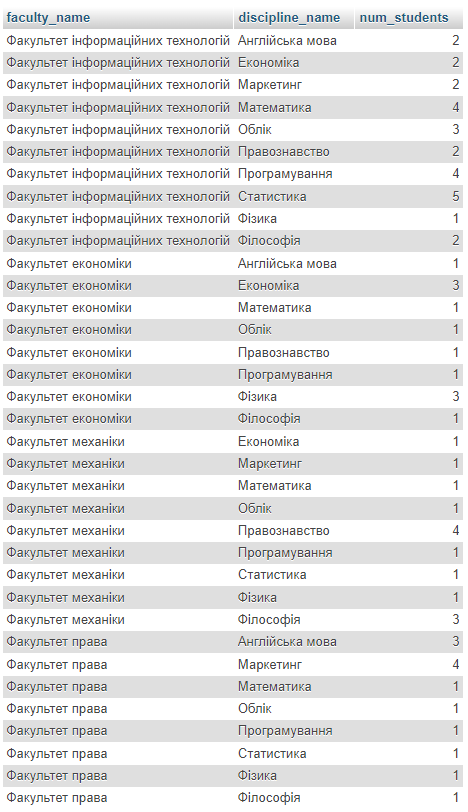 faculty_name discipline_name num_students
Факультет інформаційних технологій Англійська мова 2
Факультет інформаційних технологій Економіка 2
Факультет інформаційних технологій Маркетинг 2
Факультет інформаційних технологій Математика 4
Факультет інформаційних технологій Облік 3
Факультет інформаційних технологій Правознавство 2
Факультет інформаційних технологій Програмування 4
Факультет інформаційних технологій Статистика 5
Факультет інформаційних технологій Фізика 1
Факультет інформаційних технологій Філософія 2
Факультет економіки Англійська мова 1
Факультет економіки Економіка 3
Факультет економіки Математика 1
Факультет економіки Облік 1
Факультет економіки Правознавство 1
Факультет економіки Програмування 1
Факультет економіки Фізика 3
Факультет економіки Філософія 1
Факультет механіки Економіка 1
Факультет механіки Маркетинг 1
Факультет механіки Математика 1
Факультет механіки Облік 1
Факультет механіки Правознавство 4
Факультет механіки Програмування 1
Факультет механіки Статистика 1
Факультет механіки Фізика 1
Факультет механіки Філософія 3
Факультет права Англійська мова 3
Факультет права Маркетинг 4
Факультет права Математика 1
Факультет права Облік 1
Факультет права Програмування 1
Факультет права Статистика 1
Факультет права Фізика 1
Факультет права Філософія 1